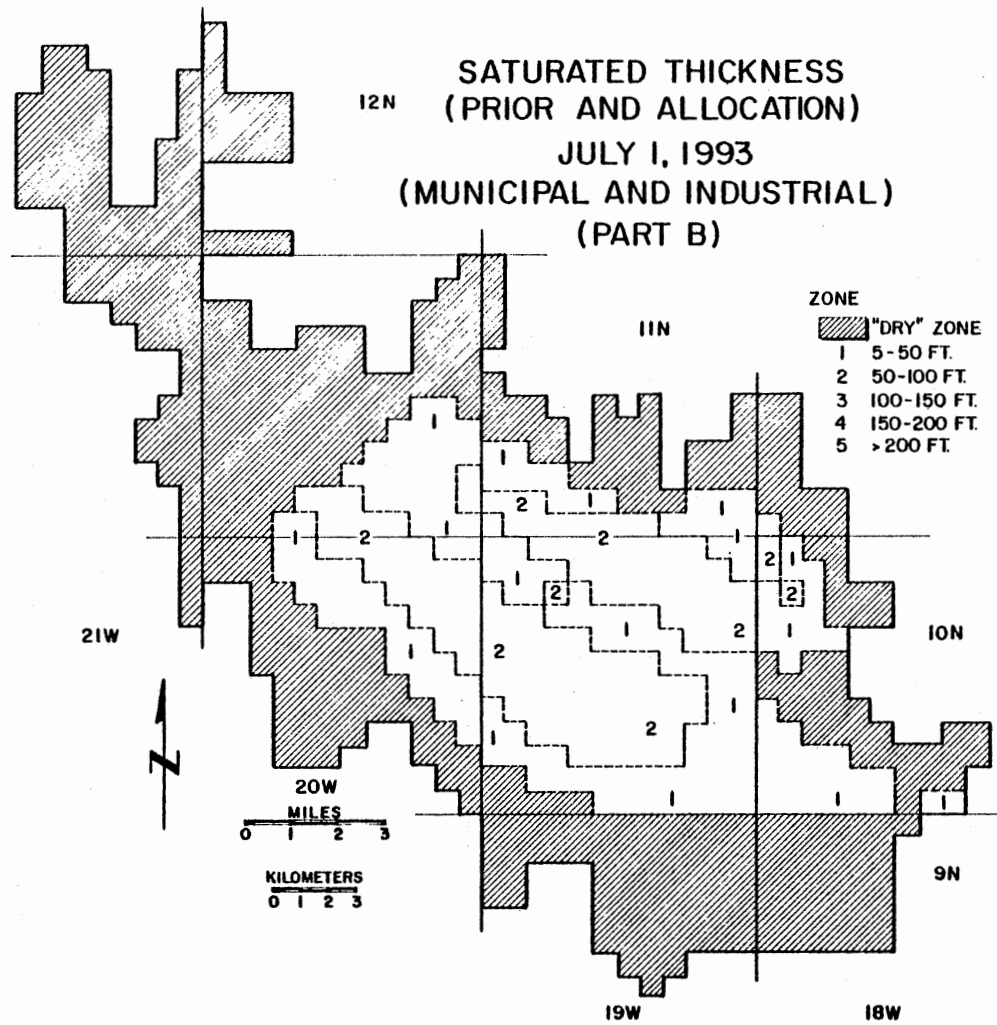 SATURATED THICKNESS
(PRIOR AND ALLOCATION)
JULY 1, 1993
(MUNICIPAL AND INDUSTRIAL)
(PART B)
12N
11N
ZONE
"DRY" ZONE
1 5-50 FT.
2 50-100 FT.
3 100-150 FT.
4 150-200 FT.
5 >200 FT.
1
1
2
1
1
1
2
1
2
1
2
1
1
2
2
21W
1
2
1
2
1
10N
1
2
1
2
1
N
20W
MILES
0 1 2 3
1
1
1
KILOMETERS
0 1 2 3
9N
19W
18W